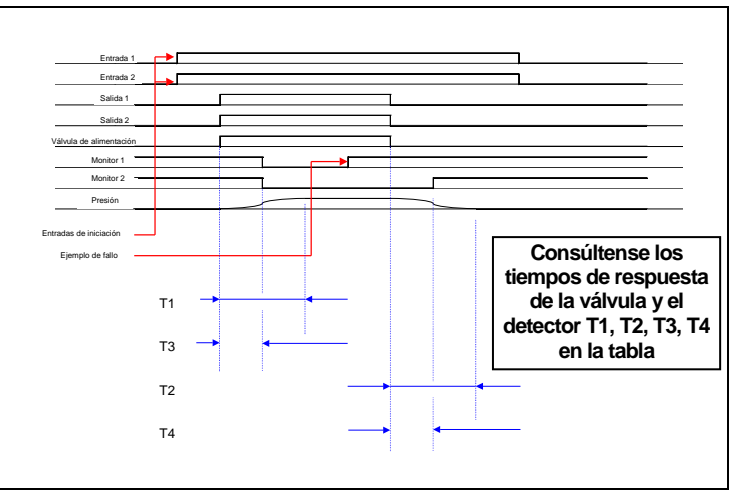 Entrada 1
Entrada 2
Salida 1
Salida 2
Válvula de alimentación
Monitor 1
Monitor 2
Presión
Entradas de iniciación
Ejemplo de fallo
Consúltense los
tiempos de respuesta
de la válvula y el
detector T1, T2, T3, T4
en la tabla
T1
T3
T2
T4